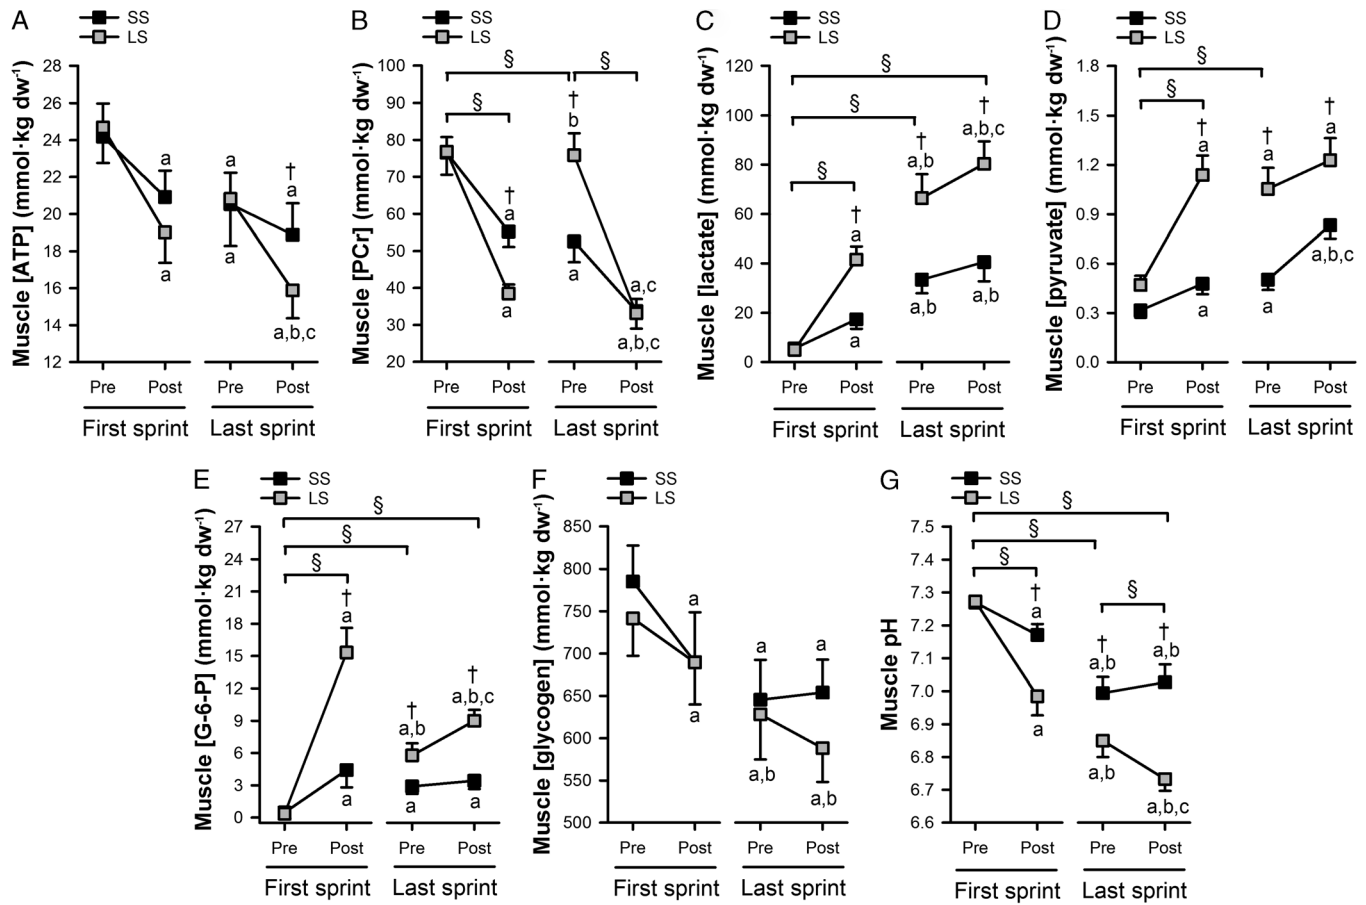 A
SS
LS
Muscle [ATP] (mmol·kg dw⁻¹)
26
24
22
20
18
16
14
12
a
a
a
a
†
a
a,b,c
Pre
Post
Pre
Post
First sprint
Last sprint
B
SS
LS
Muscle [PCr] (mmol·kg dw⁻¹)
100
90
80
70
60
50
40
30
20
§
§
§
†
a
a
†
b
a
a,c
a,b,c
Pre
Post
Pre
Post
First sprint
Last sprint
C
SS
LS
Muscle [lactate] (mmol·kg dw⁻¹)
120
100
80
60
40
20
0
§
§
§
†
a
a
†
a,b
a,b
†
a,b,c
a,b
Pre
Post
Pre
Post
First sprint
Last sprint
D
SS
LS
Muscle [pyruvate] (mmol·kg dw⁻¹)
1.8
1.5
1.2
0.9
0.6
0.3
0.0
§
§
†
a
a
†
a
a
†
a
a,b,c
Pre
Post
Pre
Post
First sprint
Last sprint
E
SS
LS
Muscle [G-6-P] (mmol·kg dw⁻¹)
27
24
21
18
15
12
9
6
3
0
§
§
§
†
a
a
†
a,b
a
†
a,b,c
a
Pre
Post
Pre
Post
First sprint
Last sprint
F
SS
LS
Muscle [glycogen] (mmol·kg dw⁻¹)
850
800
750
700
650
600
550
500
a
a
a
a,b
a
a,b
Pre
Post
Pre
Post
First sprint
Last sprint
G
SS
LS
Muscle pH
7.5
7.4
7.3
7.2
7.1
7.0
6.9
6.8
6.7
6.6
§
§
§
§
†
a
a
†
a,b
a,b
†
a,b
a,b,c
Pre
Post
Pre
Post
First sprint
Last sprint